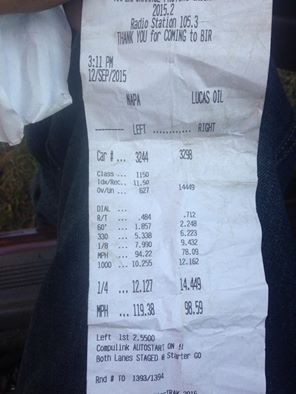 2015.2
Radio Station 105.3
THANK YOU for COMING to BIR
3:11 PM
12/SEP/2015
NAPA LUCAS OIL
-------- LEFT ............ RIGHT
Car # ... 3244 3298
Class ... 1150
Idx/Rec.. 11.50
Ov/Un ... 627 14449
DIAL ...
R/T ... .484 .712
60' ... 1.857 2.248
330 ... 5.338 6.223
1/8 ... 7.990 9.432
MPH ... 94.22 78.09
1000 ... 10.255 12.162
1/4 ... 12.127 14.449
MPH ... 119.38 98.59
Left 1st 2.5500
Compulink AUTOSTART ON
Both Lanes STAGED @ Starter GO
Rnd # TO 1393/1394
2015